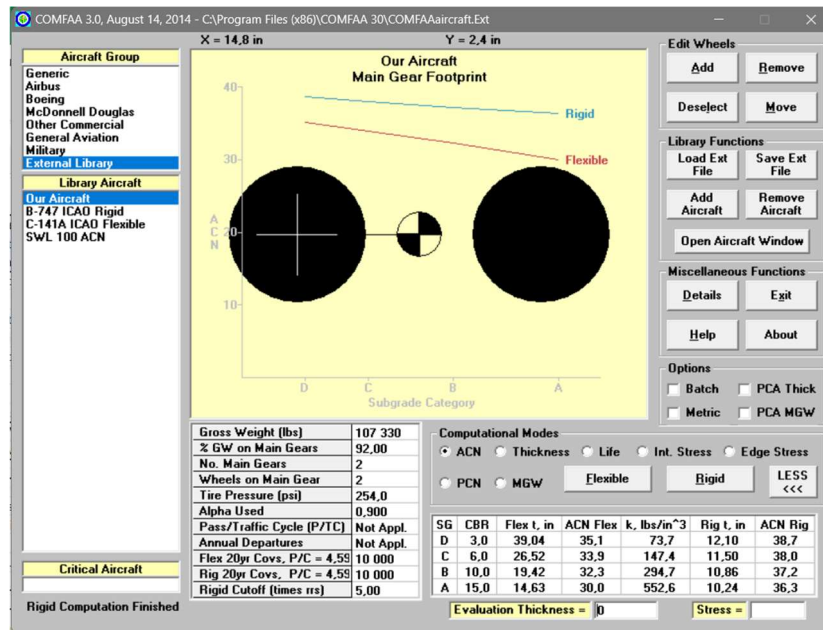 COMFAA 3.0, August 14, 2014 - C:\Program Files (x86)\COMFAA 30\COMFAAaircraft.Ext
X = 14,8 in Y = 2,4 in
Aircraft Group
Generic
Airbus
Boeing
McDonnell Douglas
Other Commercial
General Aviation
Military
External Library
Library Aircraft
Our Aircraft
B-747 ICAO Rigid
C-141A ICAO Flexible
SWL 100 ACN
Critical Aircraft
Rigid Computation Finished
Our Aircraft
Main Gear Footprint
40
30
20
10
ACN
Rigid
Flexible
D C B A
Subgrade Category
Edit Wheels
Add Remove
Deselect Move
Library Functions
Load Ext File Save Ext File
Add Aircraft Remove Aircraft
Open Aircraft Window
Miscellaneous Functions
Details Exit
Help About
Options
Batch PCA Thick
Metric PCA MGW
Gross Weight (lbs) 107 330
% GW on Main Gears 92,00
No. Main Gears 2
Wheels on Main Gear 2
Tire Pressure (psi) 254,0
Alpha Used 0,900
Pass/Traffic Cycle (P/TC) Not Appl.
Annual Departures Not Appl.
Flex 20yr Covs, P/C = 4,59 10 000
Rig 20yr Covs, P/C = 4,59 10 000
Rigid Cutoff (times rrs) 5,00
Computational Modes
ACN Thickness Life Int. Stress Edge Stress
PCN MGW Flexible Rigid LESS <<<
SG CBR Flex t, in ACN Flex k, lbs/in^3 Rig t, in ACN Rig
D 3,0 39,04 35,1 73,7 12,10 38,7
C 6,0 26,52 33,9 147,4 11,50 38,0
B 10,0 19,42 32,3 294,7 10,86 37,2
A 15,0 14,63 30,0 552,6 10,24 36,3
Evaluation Thickness = 0 Stress =